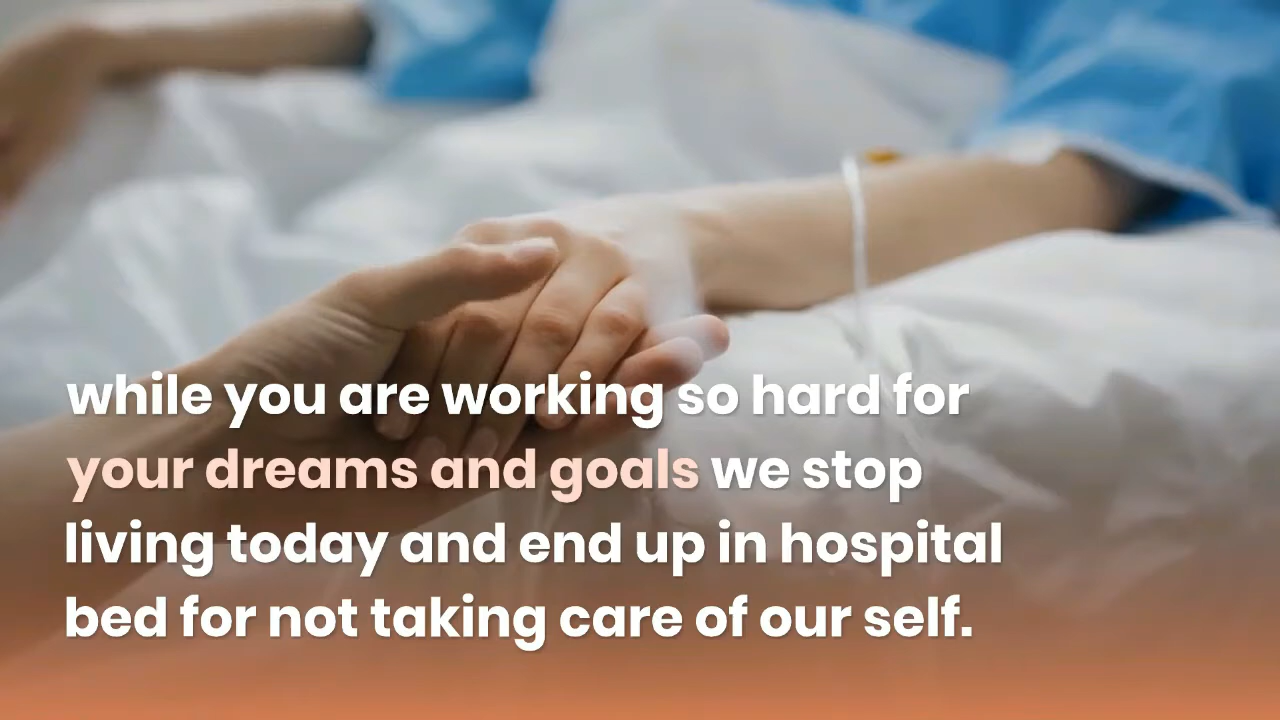 while you are working so hard for
your dreams and goals we stop
living today and end up in hospital
bed for not taking care of our self.